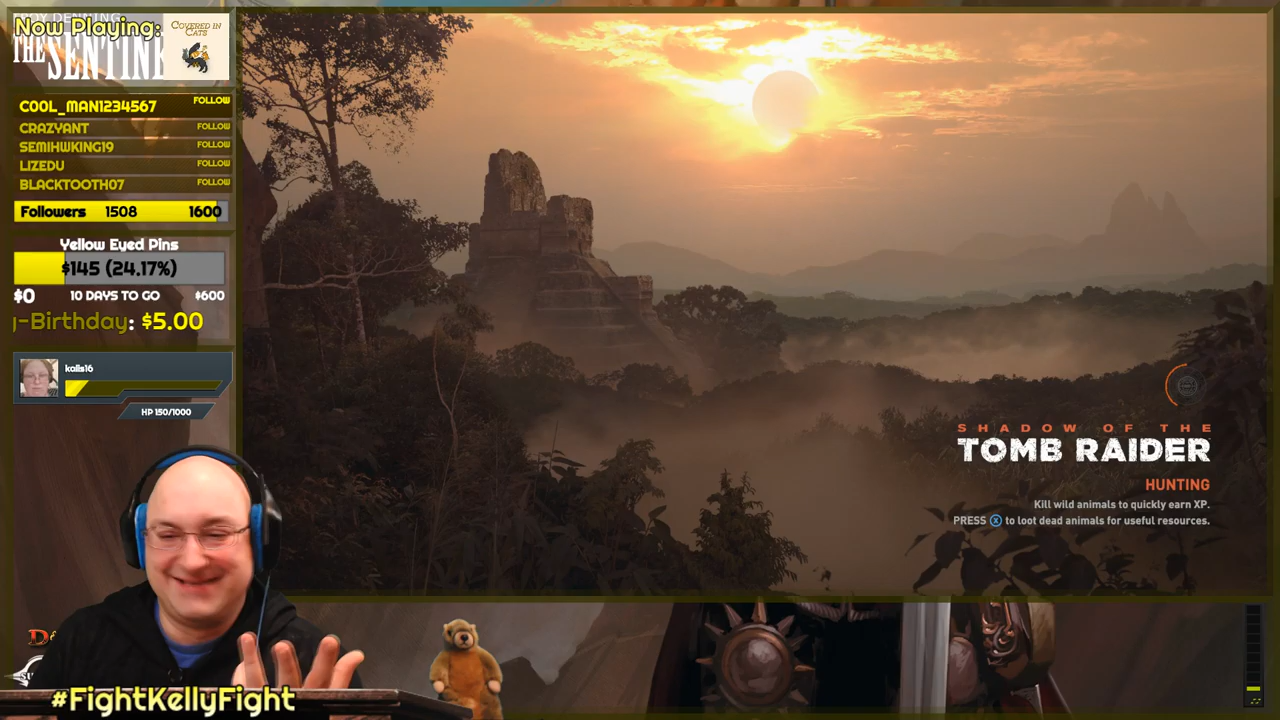 Now Playing:
THE SENTINE
COVERED IN
CATS
C00L_MAN1234567 FOLLOW
CRAZYANT FOLLOW
SEMIHWKING19 FOLLOW
LIZEDU FOLLOW
BLACKTOOTH07 FOLLOW
Followers 1508 1600
Yellow Eyed Pins
$145 (24.17%)
$0 10 DAYS TO GO $600
y-Birthday: $5.00
kalis16
HP 150/1000
SHADOW OF THE
TOMB RAIDER
HUNTING
Kill wild animals to quickly earn XP.
PRESS X to loot dead animals for useful resources.
#FightKellyFight